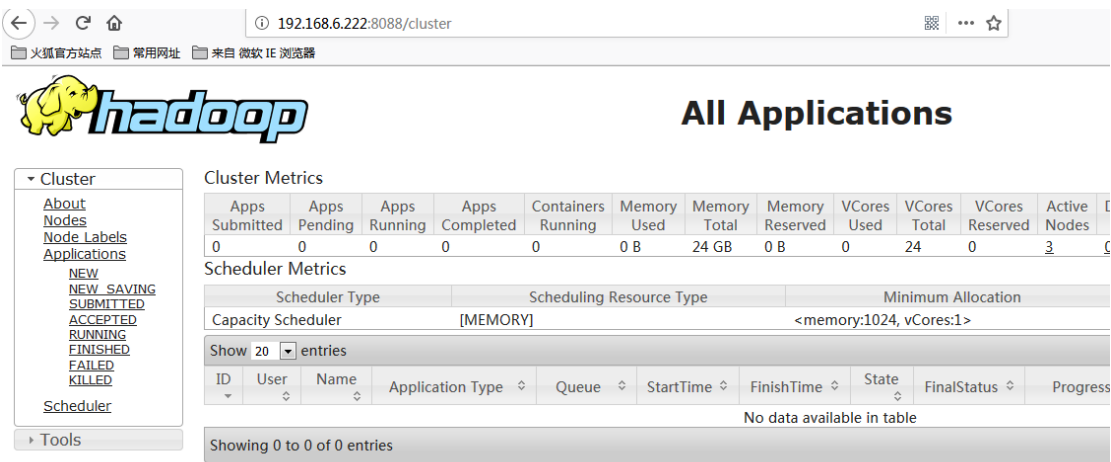 192.168.6.222:8088/cluster
火狐官方站点 常用网址 来自 微软 IE 浏览器
hadoop
All Applications
Cluster
About
Nodes
Node Labels
Applications
NEW
NEW_SAVING
SUBMITTED
ACCEPTED
RUNNING
FINISHED
FAILED
KILLED
Scheduler
Tools
Cluster Metrics
Apps Submitted Apps Pending Apps Running Apps Completed Containers Running Memory Used Memory Total Memory Reserved VCores Used VCores Total VCores Reserved Active Nodes D
0 0 0 0 0 0 B 24 GB 0 B 0 24 0 3 0
Scheduler Metrics
Scheduler Type Scheduling Resource Type Minimum Allocation
Capacity Scheduler [MEMORY] <memory:1024, vCores:1>
Show 20 entries
ID User Name Application Type Queue StartTime FinishTime State FinalStatus Progress
No data available in table
Showing 0 to 0 of 0 entries